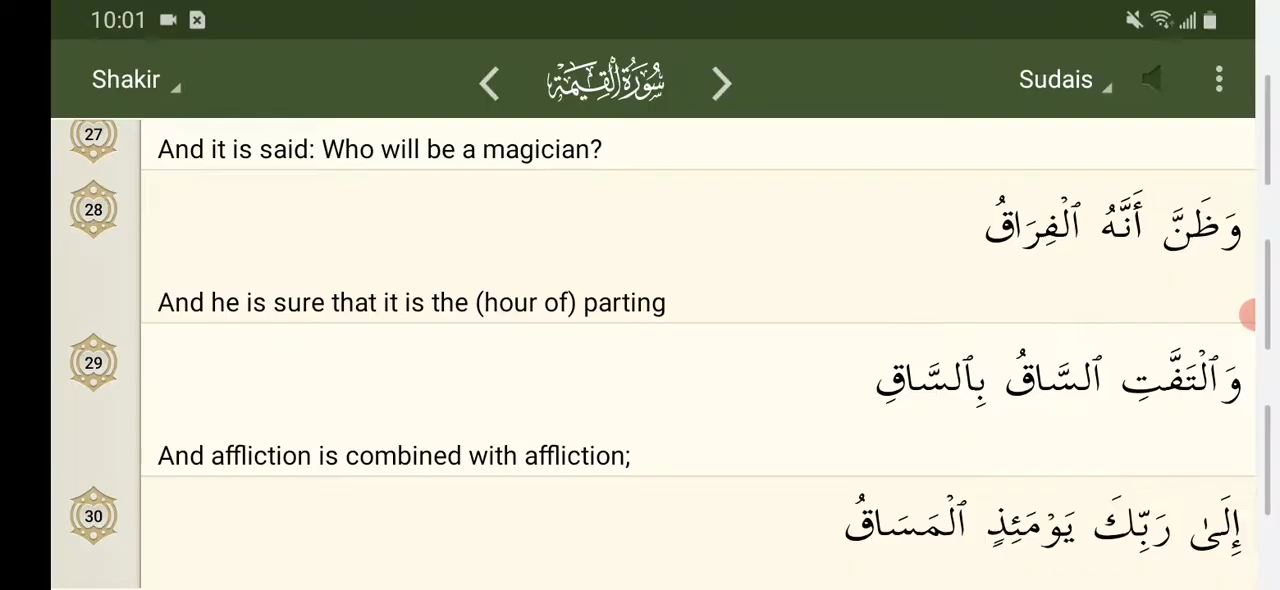 10:01
Shakir
سُورَةُ الْقِيٰمَة
Sudais
27
And it is said: Who will be a magician?
28
وَظَنَّ أَنَّهُ ٱلْفِرَاقُ
And he is sure that it is the (hour of) parting
29
وَٱلْتَفَّتِ ٱلسَّاقُ بِٱلسَّاقِ
And affliction is combined with affliction;
30
إِلَىٰ رَبِّكَ يَوْمَئِذٍ ٱلْمَسَاقُ